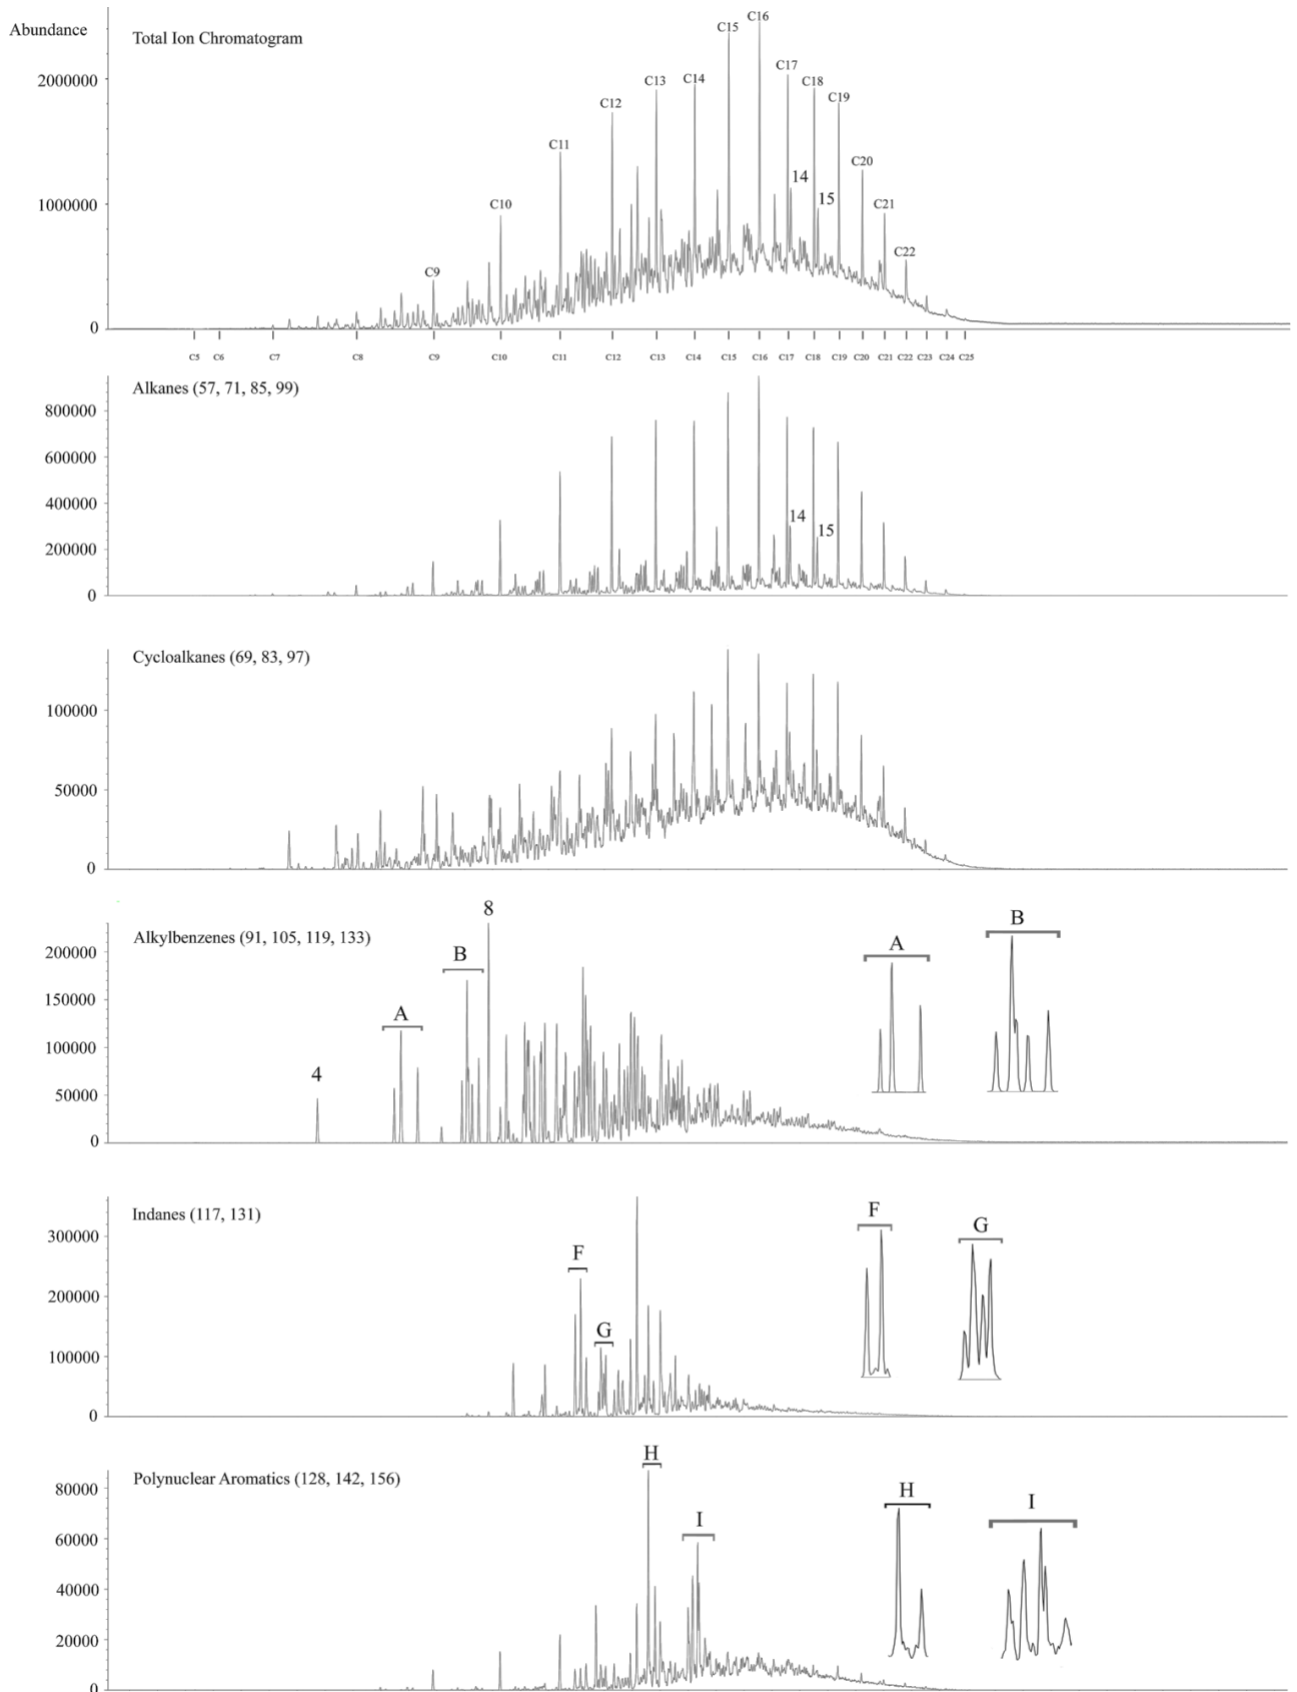 Abundance
Total Ion Chromatogram
2000000
1000000
0
C9
C10
C11
C12
C13
C14
C15
C16
C17
14
C18
15
C19
C20
C21
C22
C5 C6 C7 C8 C9 C10 C11 C12 C13 C14 C15 C16 C17 C18 C19 C20 C21 C22 C23 C24 C25
Alkanes (57, 71, 85, 99)
800000
600000
400000
200000
0
14
15
Cycloalkanes (69, 83, 97)
100000
50000
0
Alkylbenzenes (91, 105, 119, 133)
200000
150000
100000
50000
0
4
A
B
8
A
B
Indanes (117, 131)
300000
200000
100000
0
F
G
F
G
Polynuclear Aromatics (128, 142, 156)
80000
60000
40000
20000
0
H
I
H
I